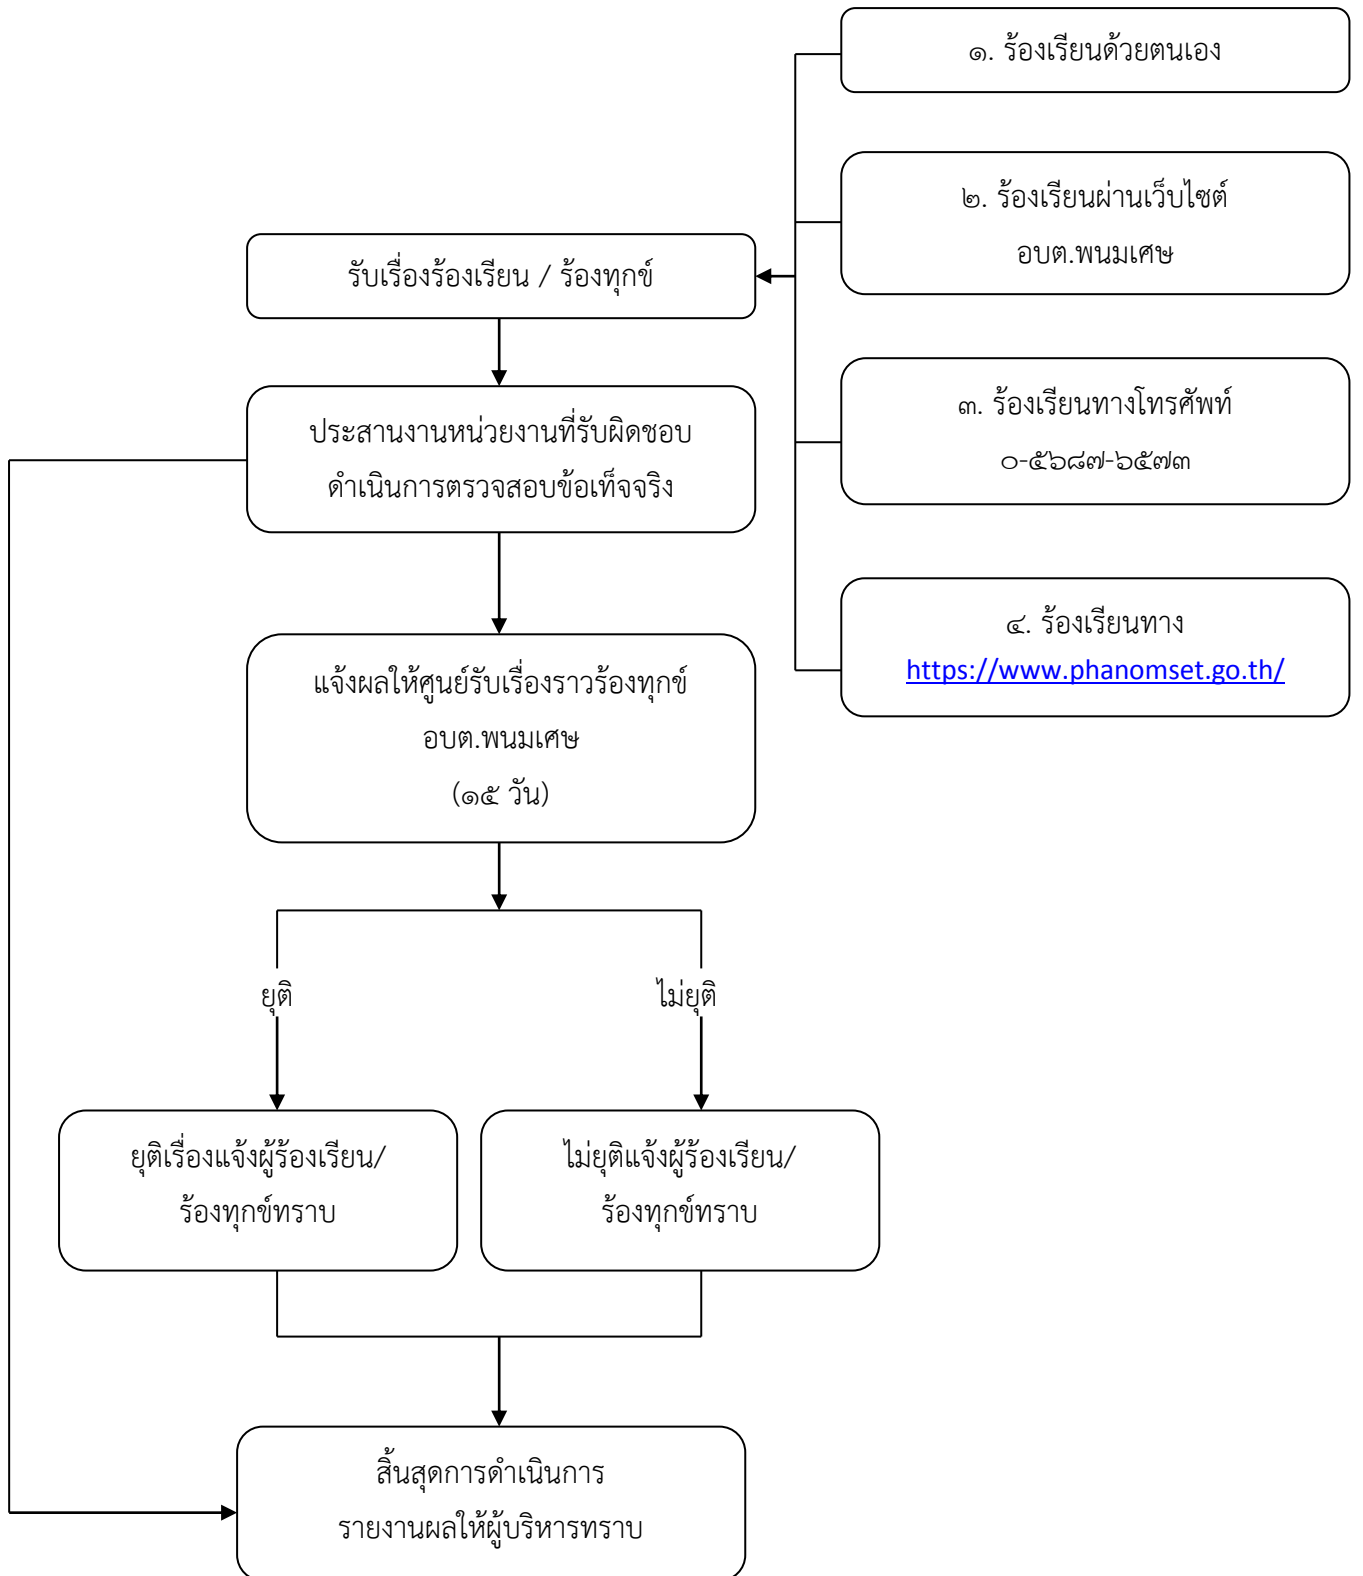 ๑. ร้องเรียนด้วยตนเอง
๒. ร้องเรียนผ่านเว็บไซต์
อบต.พนมเศษ
รับเรื่องร้องเรียน / ร้องทุกข์
๓. ร้องเรียนทางโทรศัพท์
๐-๕๖๘๗-๖๕๗๓
ประสานงานหน่วยงานที่รับผิดชอบ
ดำเนินการตรวจสอบข้อเท็จจริง
๔. ร้องเรียนทาง
https://www.phanomset.go.th/
แจ้งผลให้ศูนย์รับเรื่องราวร้องทุกข์
อบต.พนมเศษ
(๑๕ วัน)
ยุติ
ไม่ยุติ
ยุติเรื่องแจ้งผู้ร้องเรียน/
ร้องทุกข์ทราบ
ไม่ยุติแจ้งผู้ร้องเรียน/
ร้องทุกข์ทราบ
สิ้นสุดการดำเนินการ
รายงานผลให้ผู้บริหารทราบ